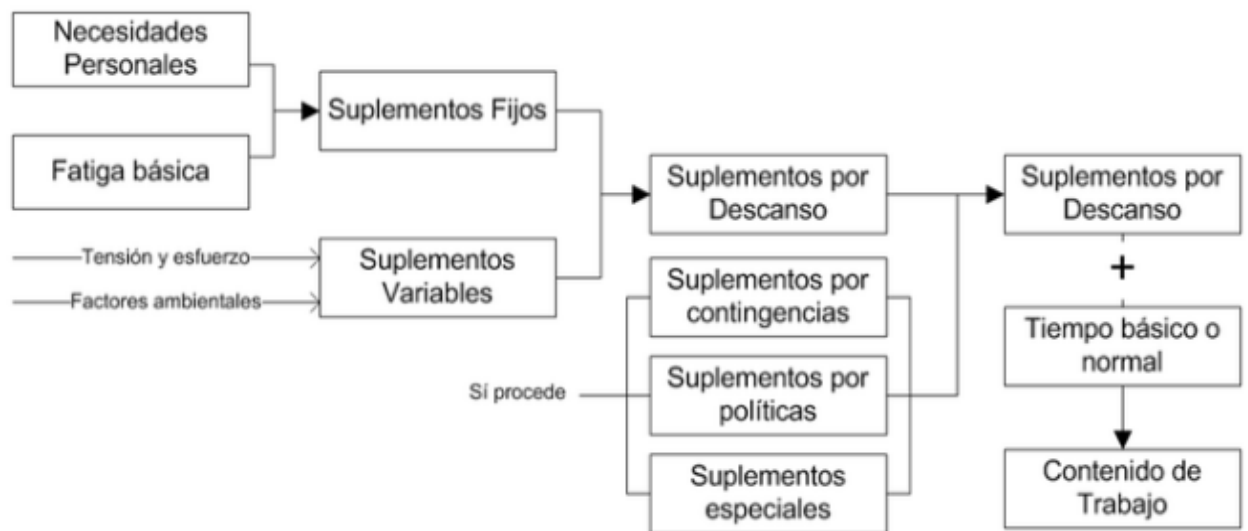 Necesidades
Personales
Fatiga básica
Tensión y esfuerzo
Factores ambientales
Suplementos Fijos
Suplementos
Variables
Sí procede
Suplementos por
Descanso
Suplementos por
contingencias
Suplementos por
políticas
Suplementos
especiales
Suplementos por
Descanso
+
Tiempo básico o
normal
Contenido de
Trabajo